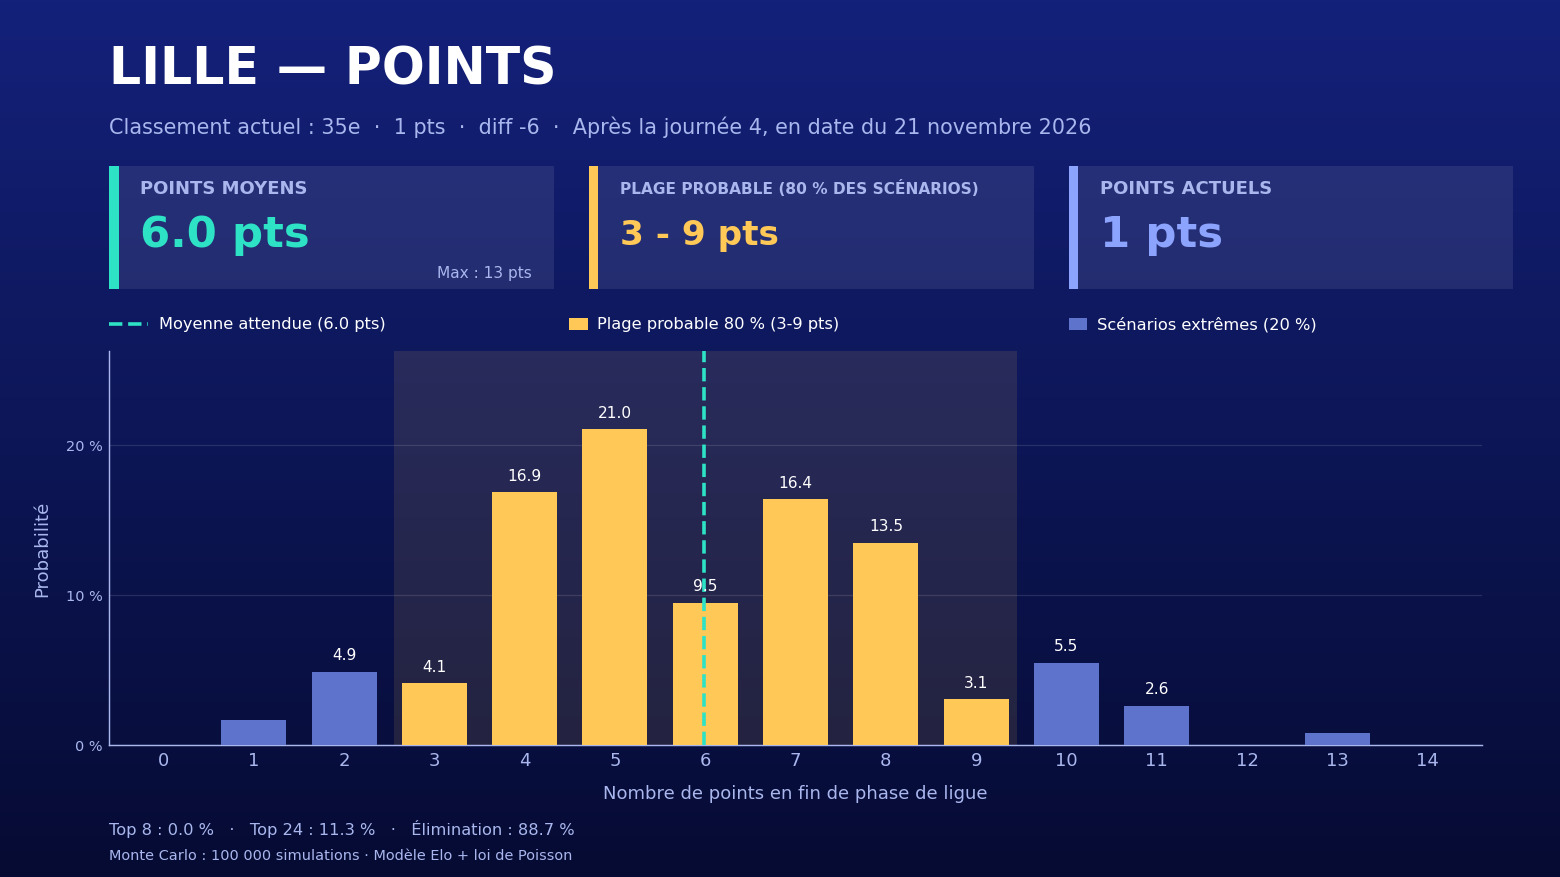 LILLE — POINTS
Classement actuel : 35e · 1 pts · diff -6 · Après la journée 4, en date du 21 novembre 2026
POINTS MOYENS
6.0 pts
Max : 13 pts
PLAGE PROBABLE (80 % DES SCÉNARIOS)
3 - 9 pts
POINTS ACTUELS
1 pts
Moyenne attendue (6.0 pts)
Plage probable 80 % (3-9 pts)
Scénarios extrêmes (20 %)
Probabilité
20 %
10 %
0 %
4.9
4.1
16.9
21.0
9.5
16.4
13.5
3.1
5.5
2.6
0 1 2 3 4 5 6 7 8 9 10 11 12 13 14
Nombre de points en fin de phase de ligue
Top 8 : 0.0 % · Top 24 : 11.3 % · Élimination : 88.7 %
Monte Carlo : 100 000 simulations · Modèle Elo + loi de Poisson